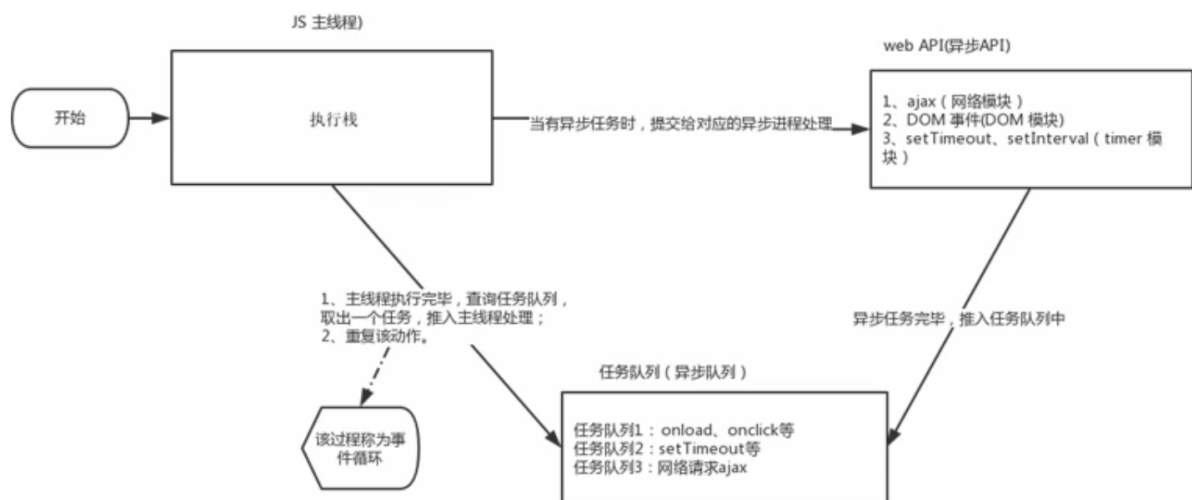 JS 主线程)
web API(异步API)
开始
执行栈
当有异步任务时，提交给对应的异步进程处理
1、ajax（网络模块）
2、DOM 事件(DOM 模块)
3、setTimeout、setInterval（timer 模
块）
1、主线程执行完毕，查询任务队列，
取出一个任务，推入主线程处理；
2、重复该动作。
异步任务完毕，推入任务队列中
任务队列（异步队列）
该过程称为事
件循环
任务队列1：onload、onclick等
任务队列2：setTimeout等
任务队列3：网络请求ajax